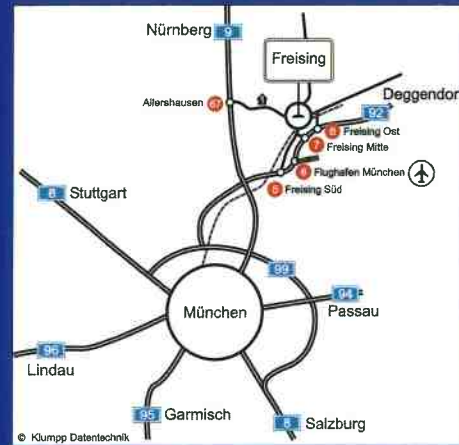 Nürnberg
9
Freising
Deggendorf
92
Allershausen
67
8
Freising Ost
7
Freising Mitte
6
Flughafen München
5
Freising Süd
8
Stuttgart
99
München
94
Passau
96
Lindau
95
Garmisch
8
Salzburg
© Klumpp Datentechnik